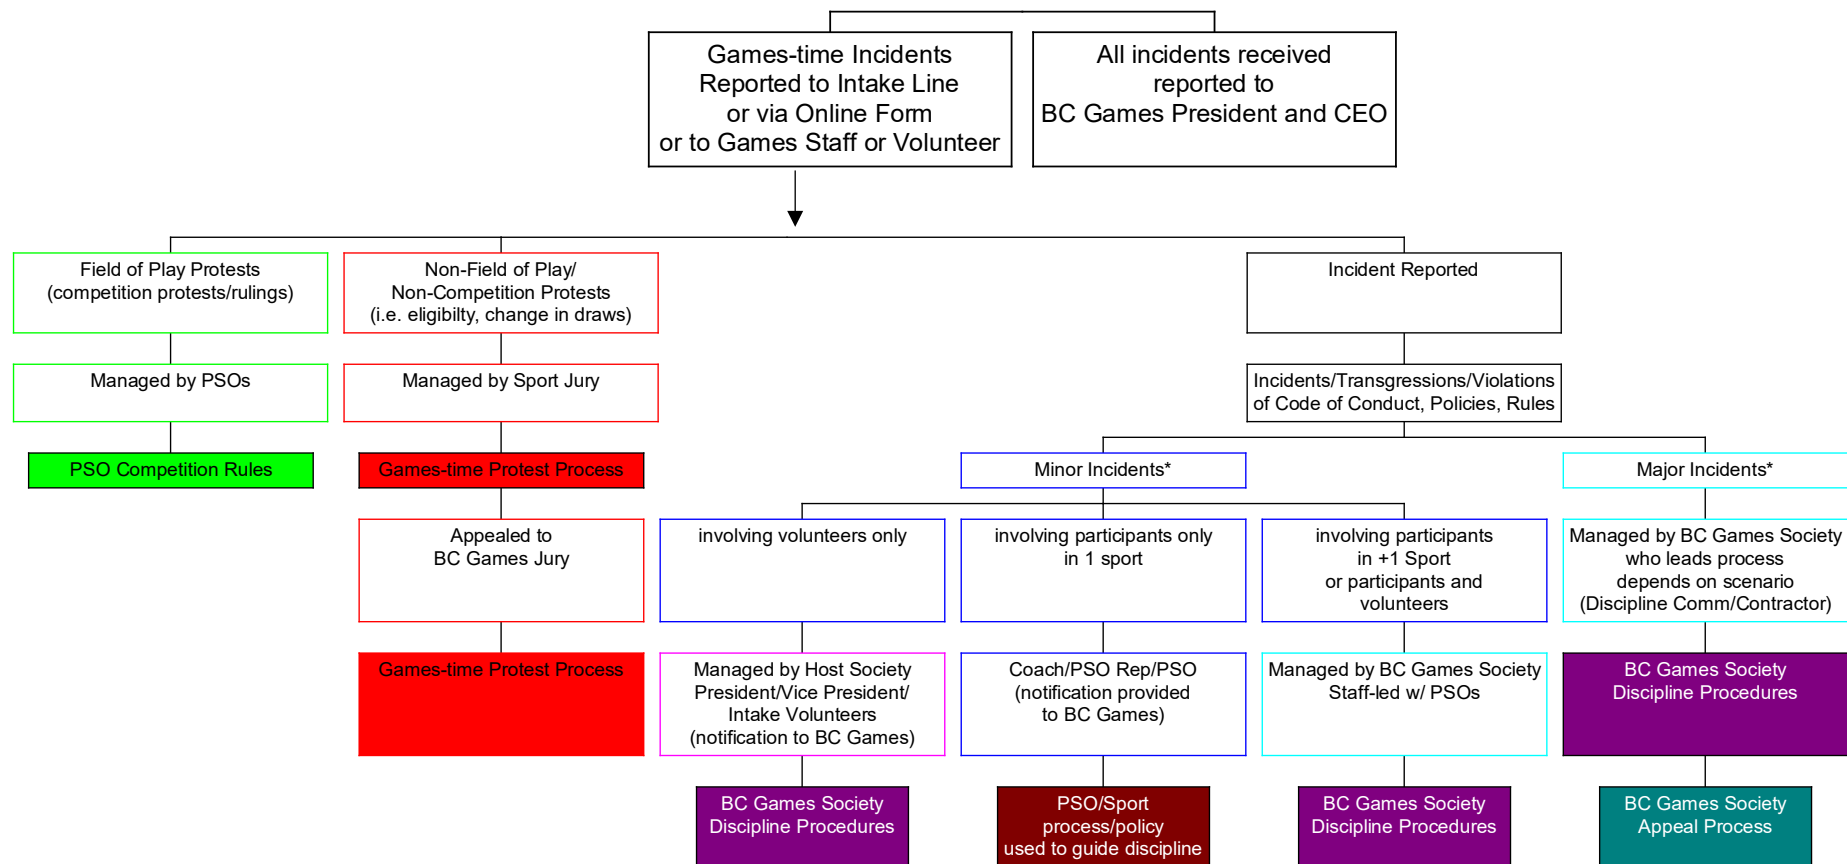 Games-time Incidents
Reported to Intake Line
or via Online Form
or to Games Staff or Volunteer
All incidents received
reported to
BC Games President and CEO
Field of Play Protests
(competition protests/rulings)
Non-Field of Play/
Non-Competition Protests
(i.e. eligibilty, change in draws)
Incident Reported
Managed by PSOs
Managed by Sport Jury
Incidents/Transgressions/Violations
of Code of Conduct, Policies, Rules
PSO Competition Rules
Games-time Protest Process
Minor Incidents*
Major Incidents*
Appealed to
BC Games Jury
involving volunteers only
involving participants only
in 1 sport
involving participants
in +1 Sport
or participants and
volunteers
Managed by BC Games Society
who leads process
depends on scenario
(Discipline Comm/Contractor)
Games-time Protest Process
Managed by Host Society
President/Vice President/
Intake Volunteers
(notification to BC Games)
Coach/PSO Rep/PSO
(notification provided
to BC Games)
Managed by BC Games Society
Staff-led w/ PSOs
BC Games Society
Discipline Procedures
BC Games Society
Discipline Procedures
PSO/Sport
process/policy
used to guide discipline
BC Games Society
Discipline Procedures
BC Games Society
Appeal Process